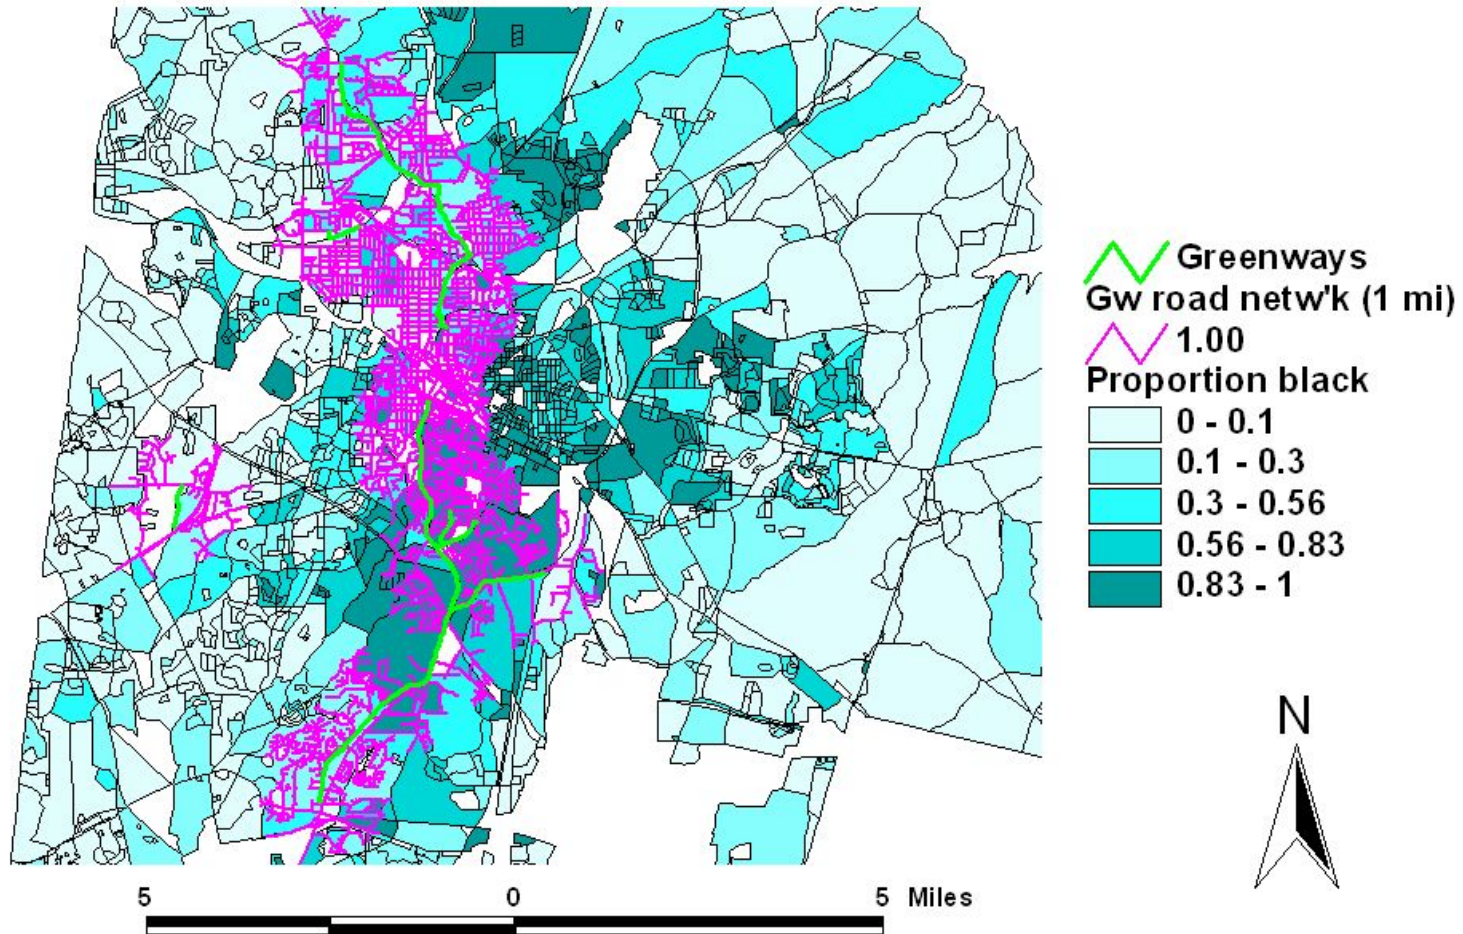 Greenways
Gw road netw'k (1 mi)
1.00
Proportion black
0 - 0.1
0.1 - 0.3
0.3 - 0.56
0.56 - 0.83
0.83 - 1
N
5 0 5 Miles